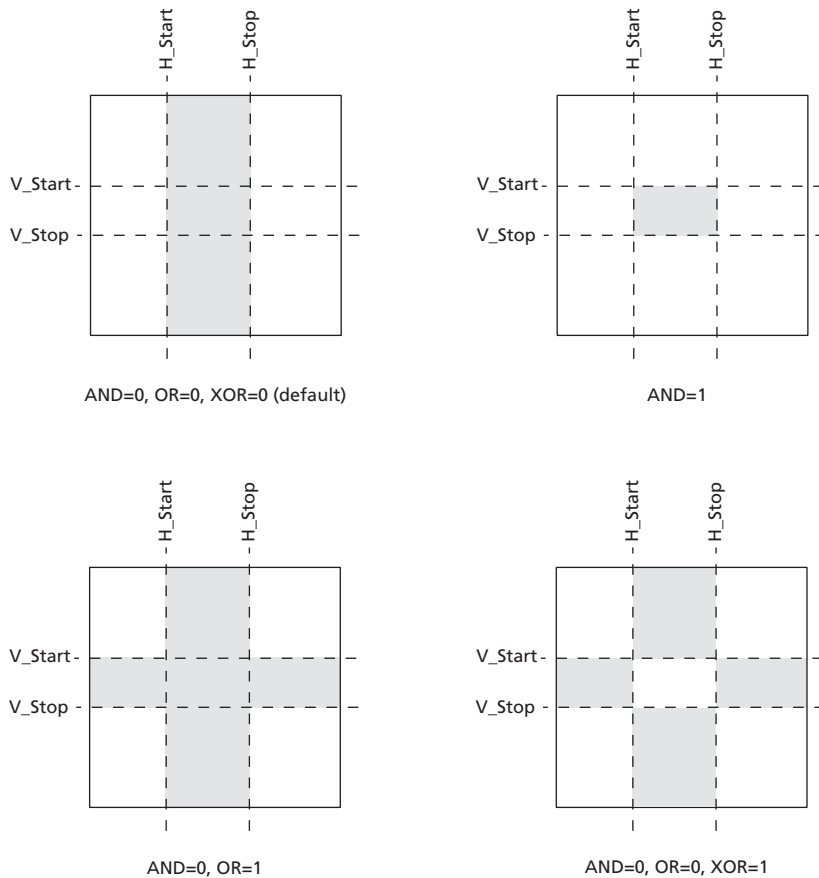 H_Start
H_Stop
V_Start
V_Stop
AND=0, OR=0, XOR=0 (default)
H_Start
H_Stop
V_Start
V_Stop
AND=1
H_Start
H_Stop
V_Start
V_Stop
AND=0, OR=1
H_Start
H_Stop
V_Start
V_Stop
AND=0, OR=0, XOR=1